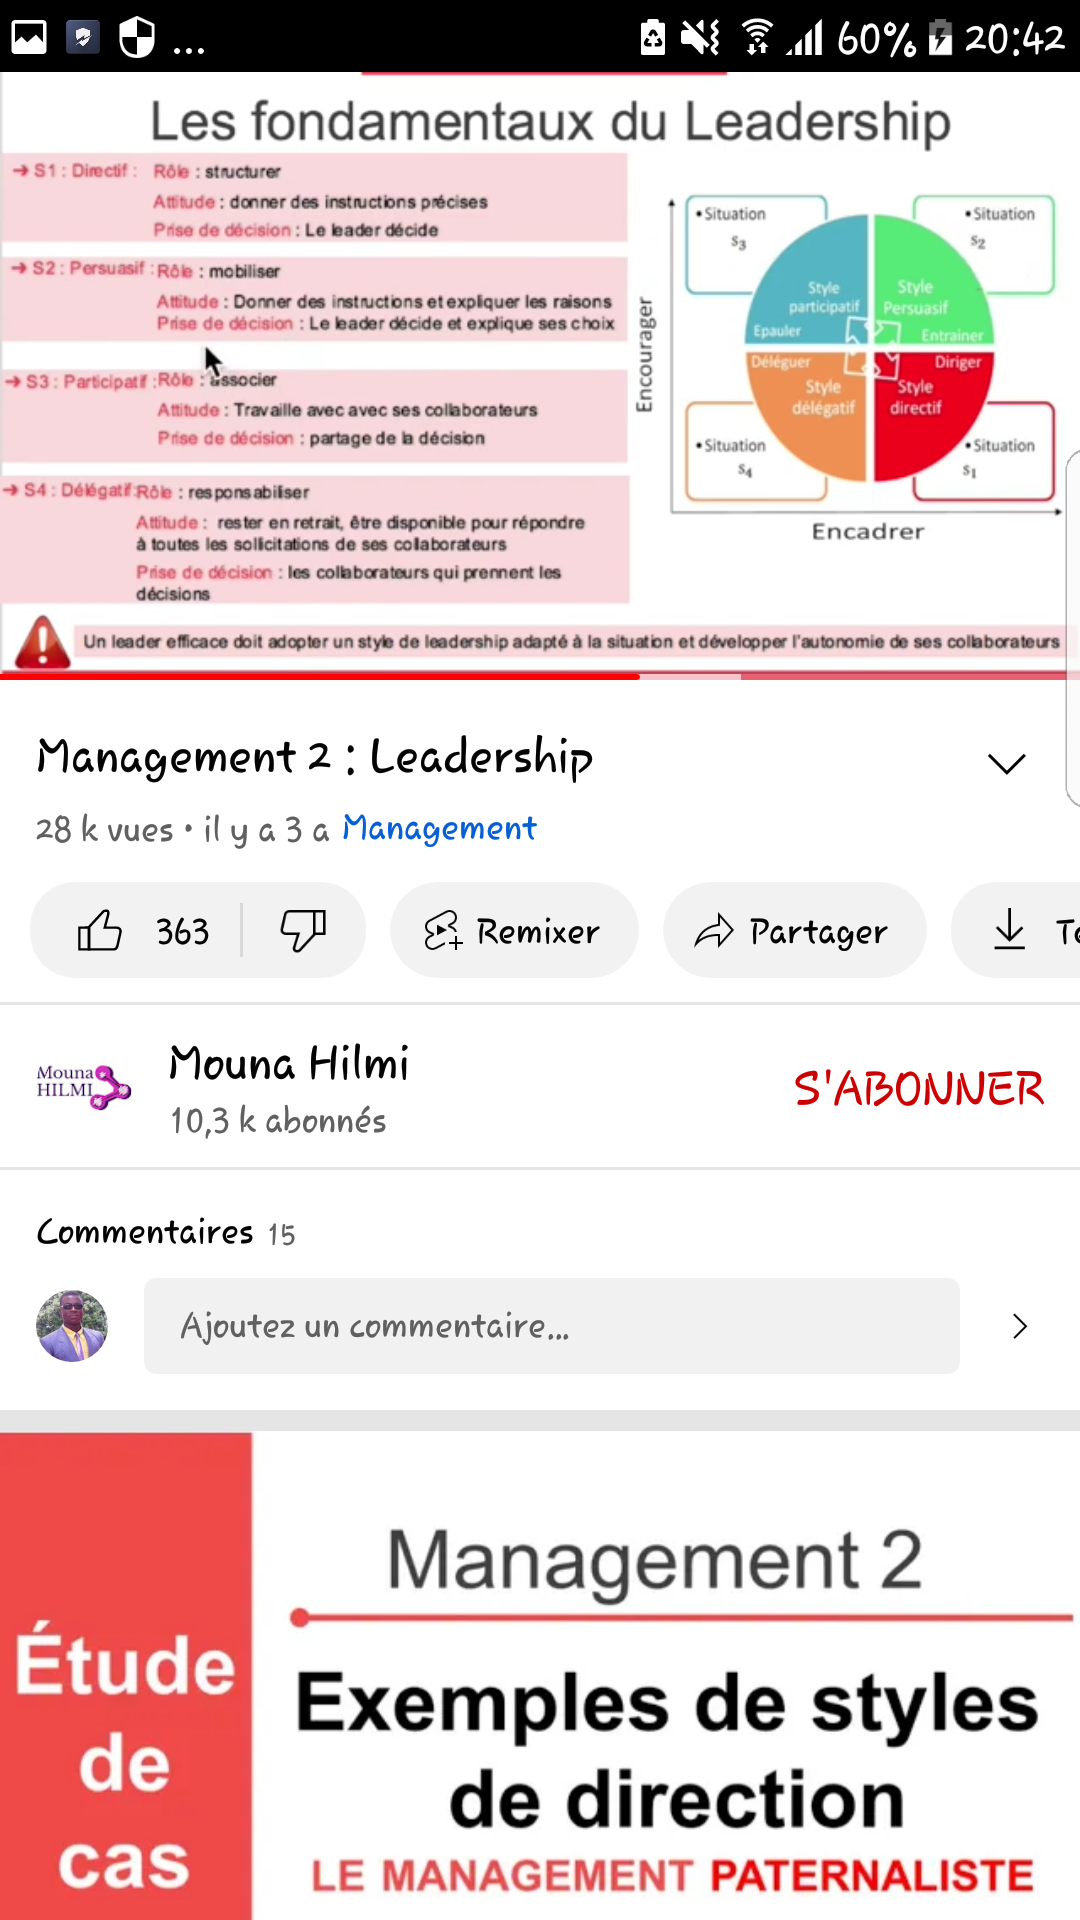 ... 60% 20:42
Les fondamentaux du Leadership
➔ S1 : Directif : Rôle : structurer
Attitude : donner des instructions précises
Prise de décision : Le leader décide
➔ S2 : Persuasif : Rôle : mobiliser
Attitude : Donner des instructions et expliquer les raisons
Prise de décision : Le leader décide et explique ses choix
➔ S3 : Participatif : Rôle : associer
Attitude : Travaille avec avec ses collaborateurs
Prise de décision : partage de la décision
➔ S4 : Délégatif: Rôle : responsabiliser
Attitude : rester en retrait, être disponible pour répondre
à toutes les sollicitations de ses collaborateurs
Prise de décision : les collaborateurs qui prennent les
décisions
Encourager
• Situation
S3
• Situation
S2
Style
participatif
Epauler
Style
Persuasif
Entrainer
Déléguer
Style
délégatif
Diriger
Style
directif
• Situation
S4
• Situation
S1
Encadrer
Un leader efficace doit adopter un style de leadership adapté à la situation et développer l'autonomie de ses collaborateurs
Management 2 : Leadership
28 k vues • il y a 3 a Management
363 Remixer Partager Té
Mouna
HILMI
Mouna Hilmi
10,3 k abonnés
S'ABONNER
Commentaires 15
Ajoutez un commentaire...
Étude
de
cas
Management 2
Exemples de styles
de direction
LE MANAGEMENT PATERNALISTE